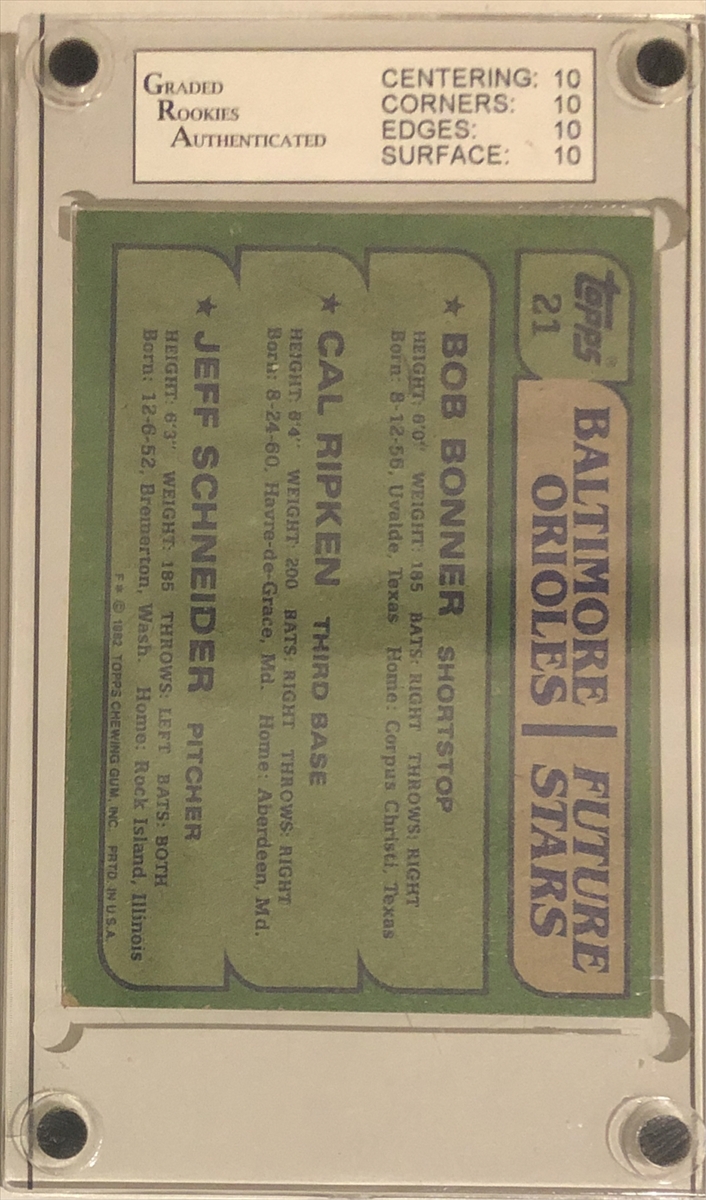 GRADED
ROOKIES
AUTHENTICATED
CENTERING: 10
CORNERS: 10
EDGES: 10
SURFACE: 10
topps®
21
BALTIMORE
ORIOLES
FUTURE
STARS
★ BOB BONNER SHORTSTOP
HEIGHT: 6'0" WEIGHT: 185 BATS: RIGHT THROWS: RIGHT
Born: 8-12-56, Uvalde, Texas Home: Corpus Christi, Texas
★ CAL RIPKEN THIRD BASE
HEIGHT: 6'4" WEIGHT: 200 BATS: RIGHT THROWS: RIGHT
Born: 8-24-60, Havre-de-Grace, Md. Home: Aberdeen, Md.
★ JEFF SCHNEIDER PITCHER
HEIGHT: 6'3" WEIGHT: 185 THROWS: LEFT BATS: BOTH
Born: 12-6-52, Bremerton, Wash. Home: Rock Island, Illinois
F* © 1982 TOPPS CHEWING GUM, INC. PRTD. IN U.S.A.